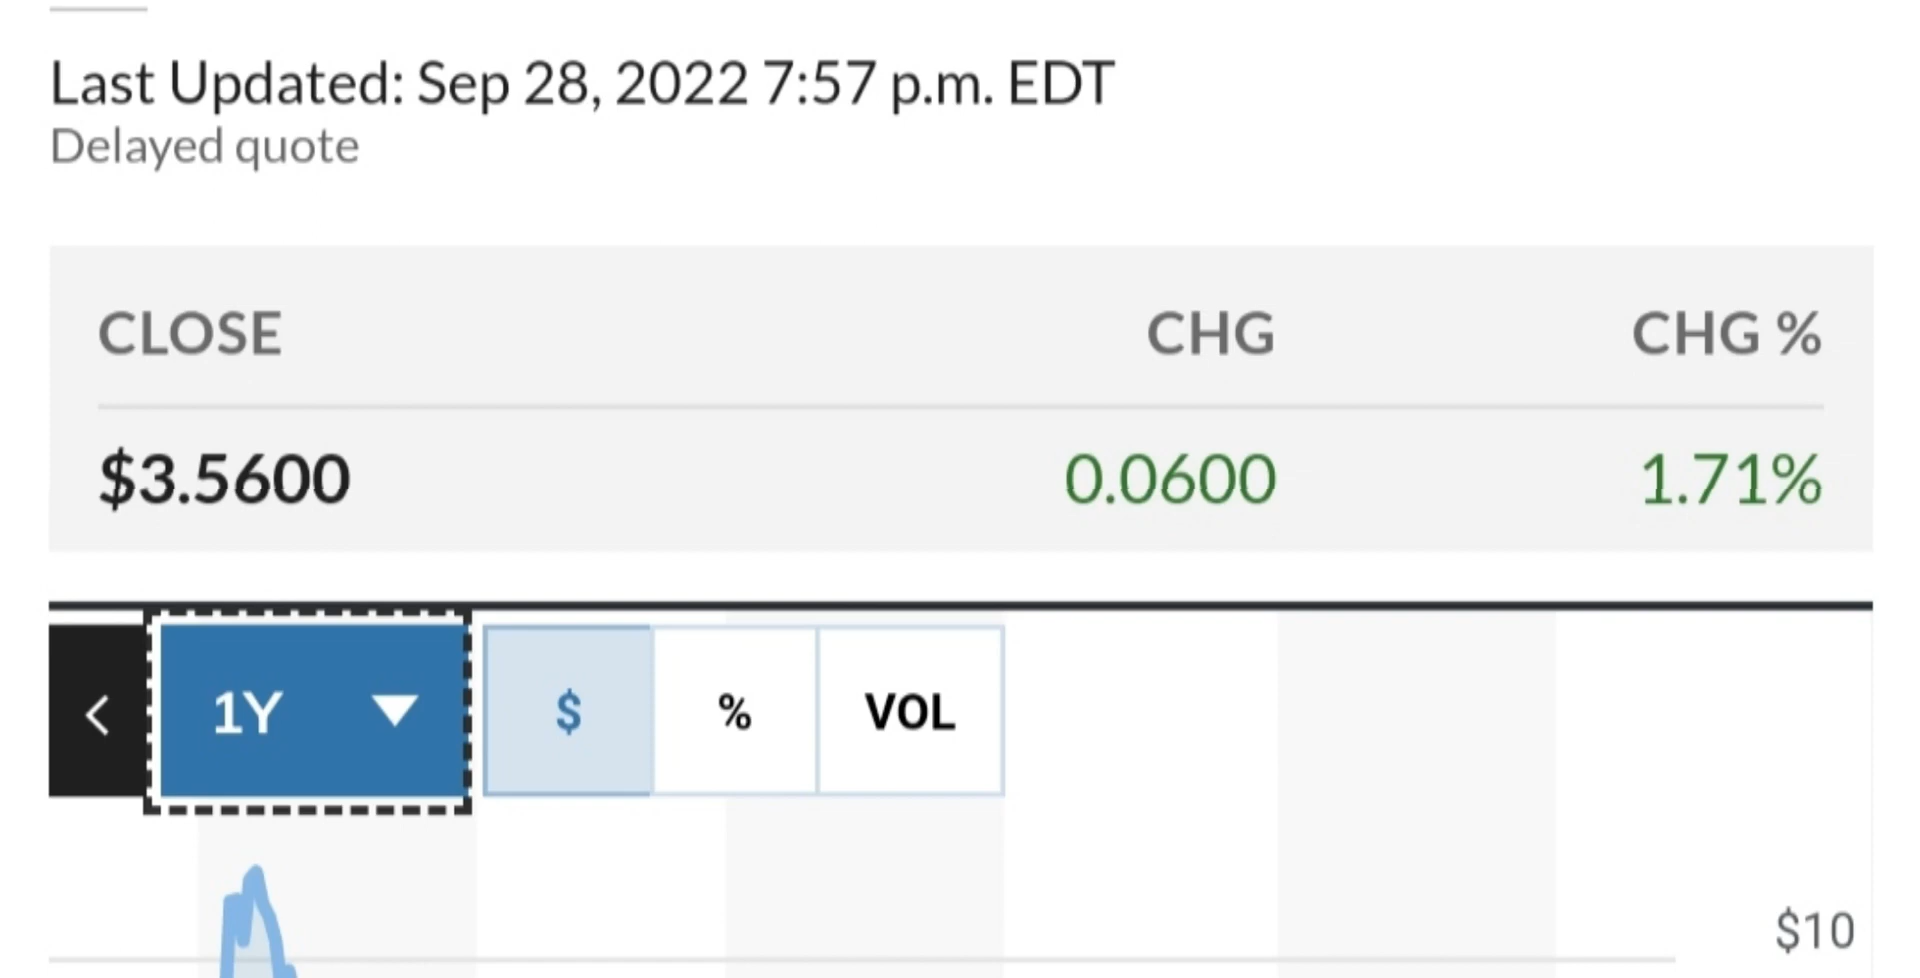 Last Updated: Sep 28, 2022 7:57 p.m. EDT
Delayed quote
CLOSE CHG CHG %
$3.5600 0.0600 1.71%
1Y $ % VOL
$10